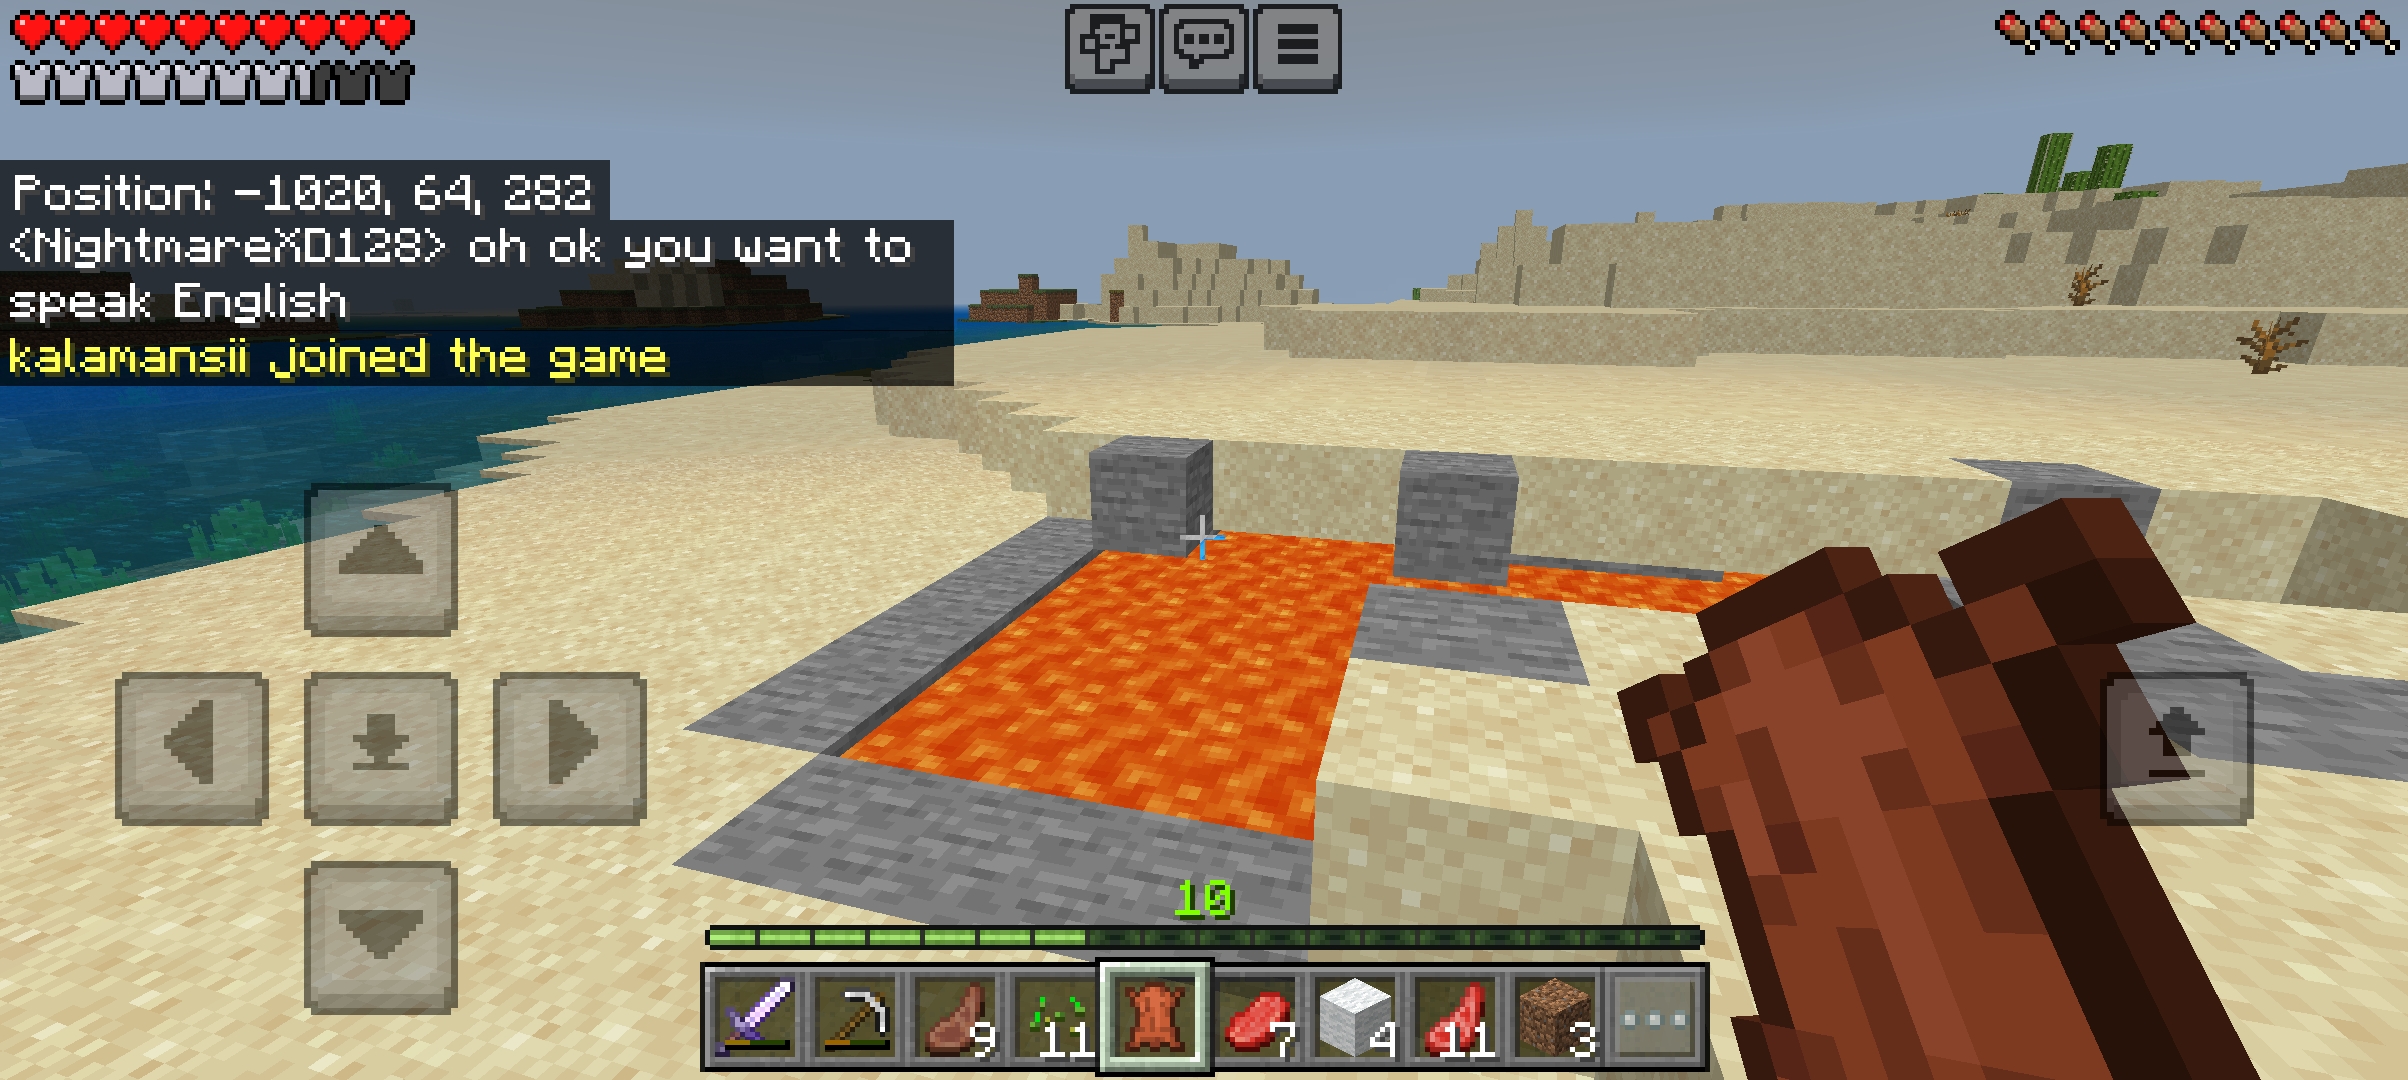 Position: -1020, 64, 282
<NightmareXD128> oh ok you want to
speak English
kalamansii joined the game
10
9
11
7
4
11
3